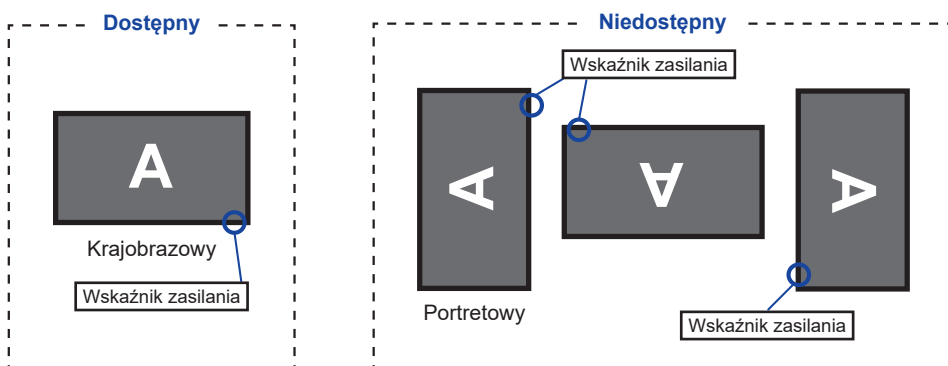 Dostępny
A
Krajobrazowy
Wskaźnik zasilania
Niedostępny
Wskaźnik zasilania
A
A
A
Portretowy
Wskaźnik zasilania